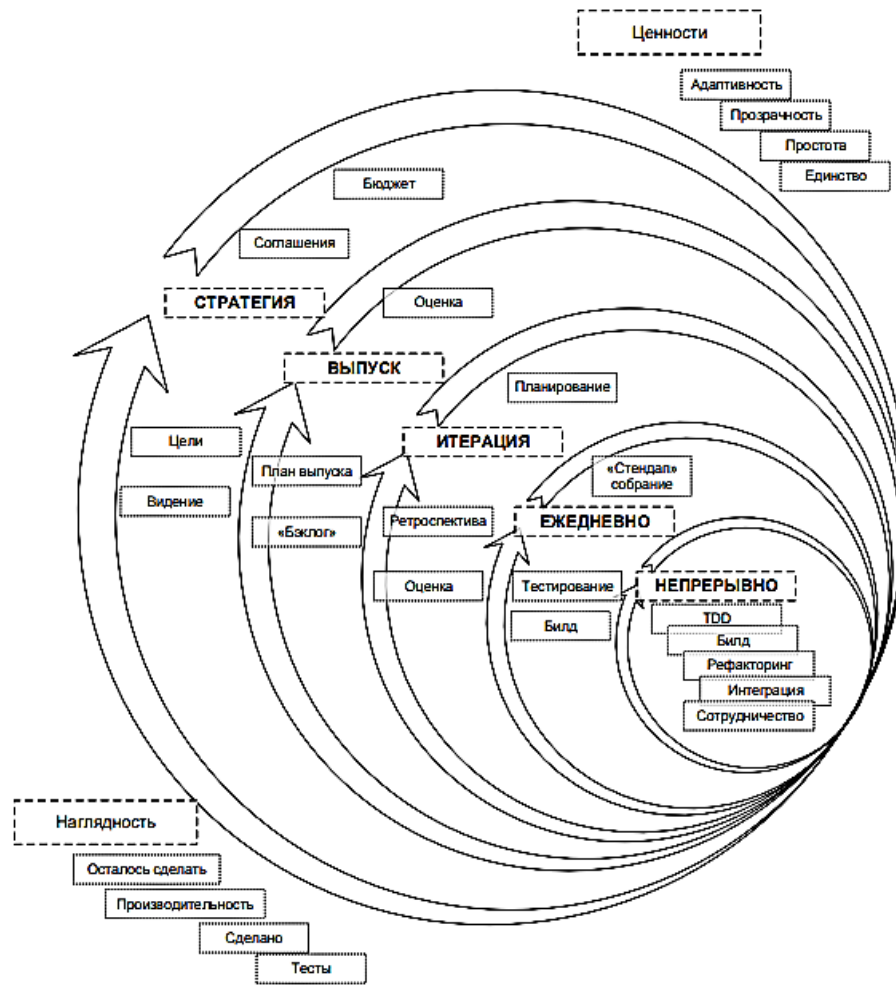 Ценности
Адаптивность
Прозрачность
Простота
Единство
Бюджет
Соглашения
СТРАТЕГИЯ
Оценка
ВЫПУСК
Планирование
Цели
ИТЕРАЦИЯ
План выпуска
«Стендап»
собрание
Видение
Ретроспектива
ЕЖЕДНЕВНО
«Бэклог»
Оценка
Тестирование
НЕПРЕРЫВНО
Билд
TDD
Билд
Рефакторинг
Интеграция
Сотрудничество
Наглядность
Осталось сделать
Производительность
Сделано
Тесты